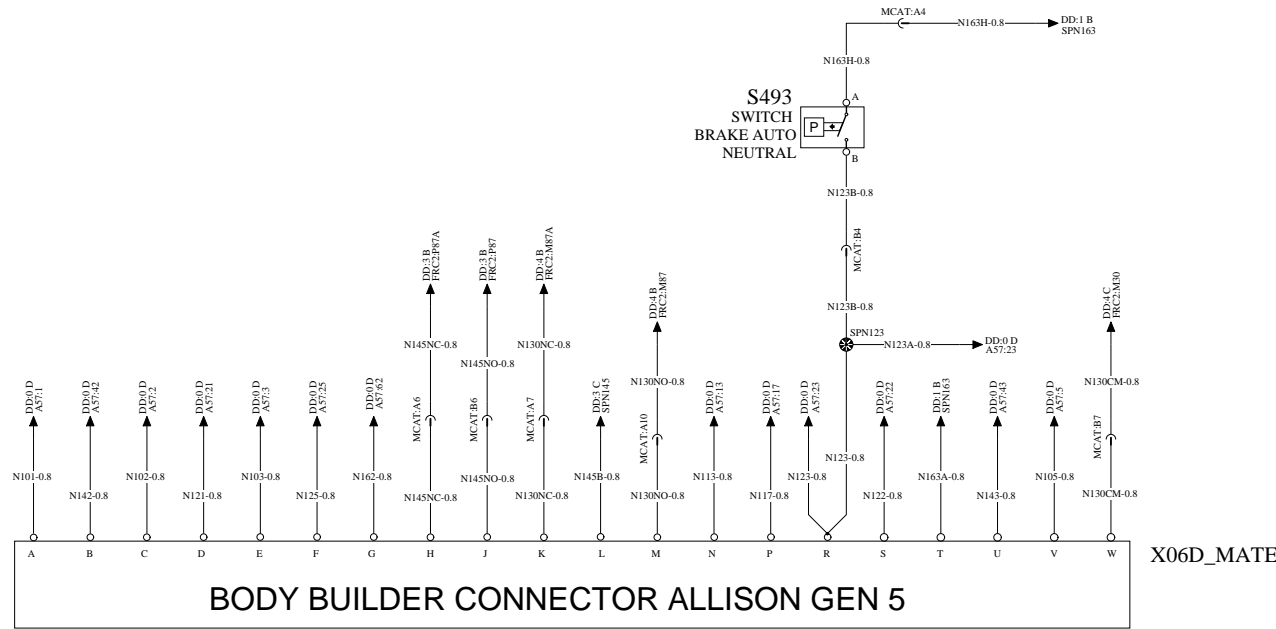 MCAT:A4
N163H-0.8
DD:1 B
SPN163
N163H-0.8
S493
SWITCH
BRAKE AUTO
NEUTRAL
A
P
B
N123B-0.8
MCAT:B4
N123B-0.8
SPN123
N123A-0.8
DD:0 D
A57:23
DD:3 B
FRC2:P87A
DD:3 B
FRC2:P87
DD:4 B
FRC2:M87A
DD:4 B
FRC2:M87
DD:4 C
FRC2:M30
N145NC-0.8
N145NO-0.8
N130NC-0.8
N130NO-0.8
N130CM-0.8
DD:0 D
A57:1
DD:0 D
A57:42
DD:0 D
A57:2
DD:0 D
A57:21
DD:0 D
A57:3
DD:0 D
A57:25
DD:0 D
A57:62
MCAT:A6
MCAT:B6
MCAT:A7
DD:3 C
SPN145
MCAT:A10
DD:0 D
A57:13
DD:0 D
A57:17
DD:0 D
A57:23
DD:0 D
A57:22
DD:1 B
SPN163
DD:0 D
A57:43
DD:0 D
A57:5
MCAT:B7
N123-0.8
N101-0.8
N142-0.8
N102-0.8
N121-0.8
N103-0.8
N125-0.8
N162-0.8
N145NC-0.8
N145NO-0.8
N130NC-0.8
N145B-0.8
N130NO-0.8
N113-0.8
N117-0.8
N123-0.8
N122-0.8
N163A-0.8
N143-0.8
N105-0.8
N130CM-0.8
A B C D E F G H J K L M N P R S T U V W
X06D_MATE
BODY BUILDER CONNECTOR ALLISON GEN 5